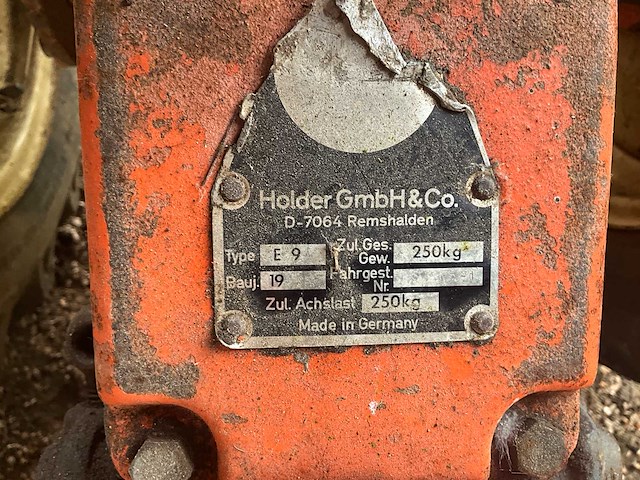 Holder GmbH & Co.
D-7064 Remshalden
Type E 9 Zul. Ges. Gew. 250kg
Bauj. 19 Fahrgest. Nr.
Zul. Achslast 250kg
Made in Germany